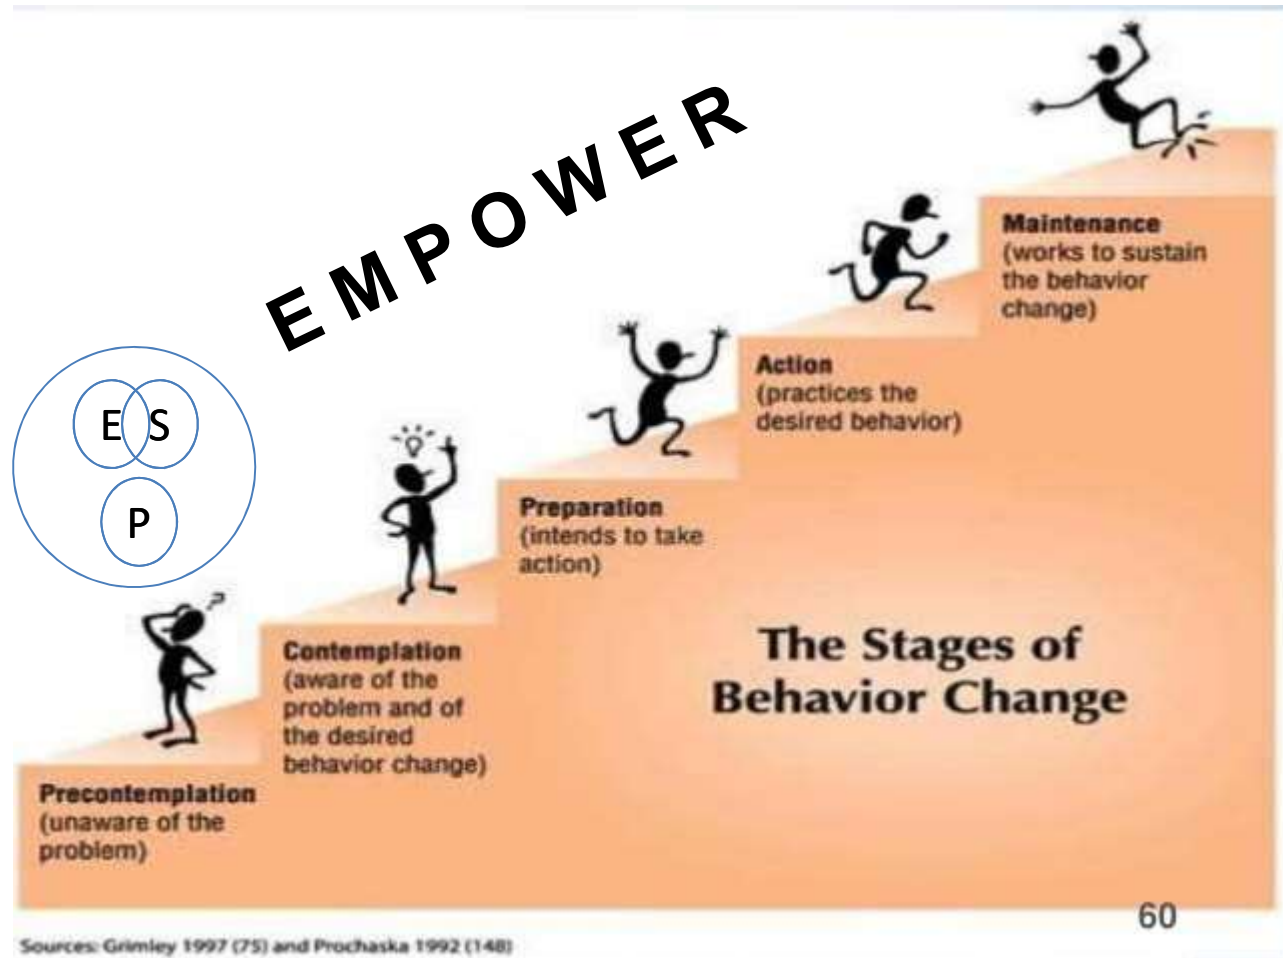 EMPOWER
E S
P
Maintenance
(works to sustain
the behavior
change)
Action
(practices the
desired behavior)
Preparation
(intends to take
action)
Contemplation
(aware of the
problem and of
the desired
behavior change)
Precontemplation
(unaware of the
problem)
?
The Stages of
Behavior Change
60
Sources: Grimley 1997 (75) and Prochaska 1992 (148)